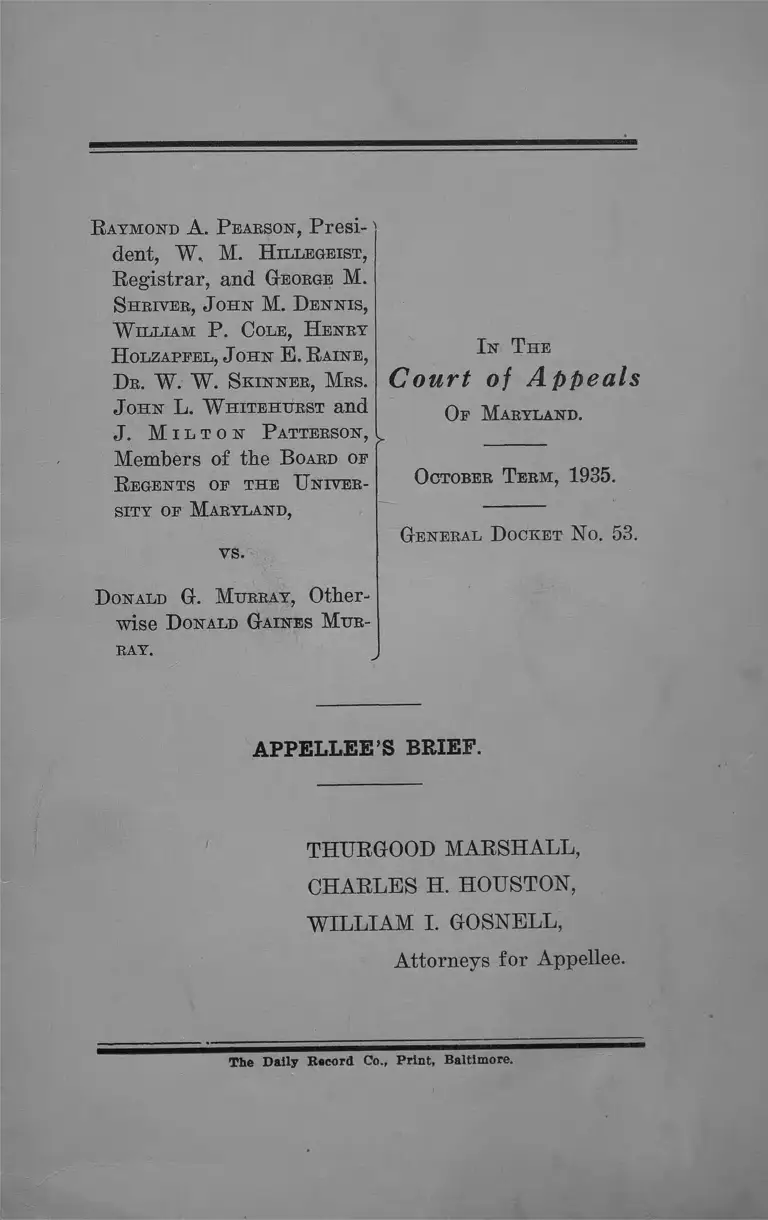 RAYMOND A. PEARSON, Presi-
dent, W. M. HILLEGEIST,
Registrar, and GEORGE M.
SHRIVER, JOHN M. DENNIS,
WILLIAM P. COLE, HENRY
HOLZAPFEL, JOHN E. RAINE,
DR. W. W. SKINNER, MRS.
JOHN L. WHITEHURST and
J. MILTON PATTERSON,
Members of the BOARD OF
REGENTS OF THE UNIVER-
SITY OF MARYLAND,
vs.
DONALD G. MURRAY, Other-
wise DONALD GAINES MUR-
RAY.
IN THE
Court of Appeals
OF MARYLAND.
OCTOBER TERM, 1935.
GENERAL DOCKET NO. 53.
APPELLEE'S BRIEF.
THURGOOD MARSHALL,
CHARLES H. HOUSTON,
WILLIAM I. GOSNELL,
Attorneys for Appellee.
The Daily Record Co., Print, Baltimore.